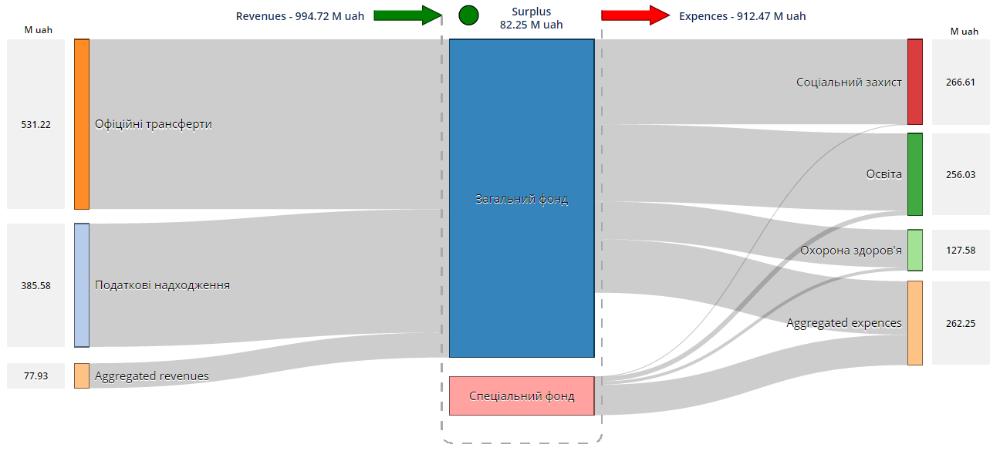 Revenues - 994.72 M uah
Surplus
82.25 M uah
Expences - 912.47 M uah
M uah
M uah
531.22
Офіційні трансферти
385.58
Податкові надходження
77.93
Aggregated revenues
Загальний фонд
Спеціальний фонд
Соціальний захист
266.61
Освіта
256.03
Охорона здоров'я
127.58
Aggregated expences
262.25